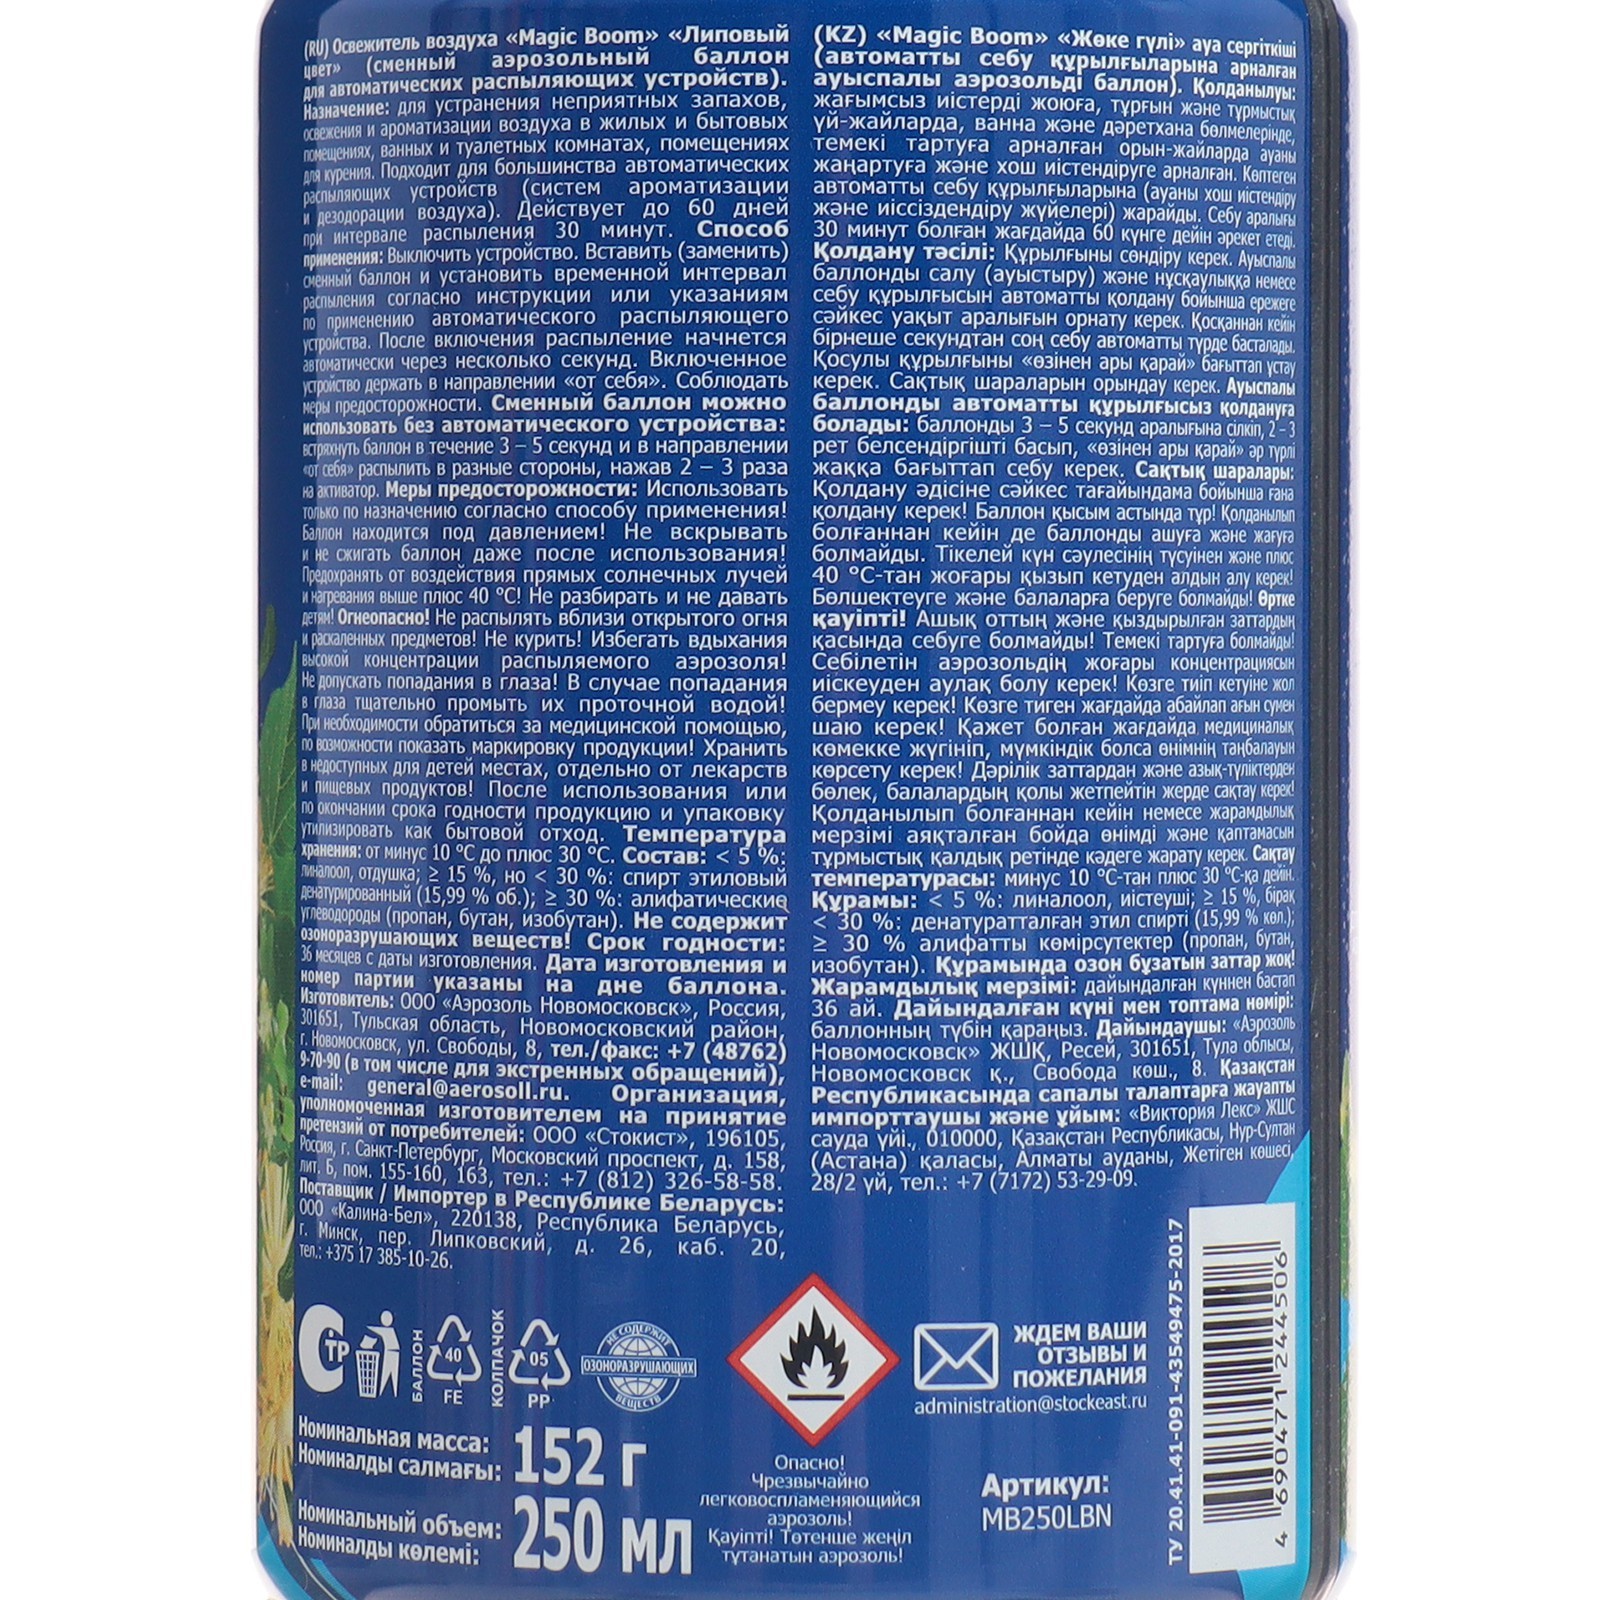 (RU) Освежитель воздуха «Magic Boom» «Липовый
цвет» (сменный аэрозольный баллон
для автоматических распыляющих устройств).
Назначение: для устранения неприятных запахов,
освежения и ароматизации воздуха в жилых и бытовых
помещениях, ванных и туалетных комнатах, помещениях
для курения. Подходит для большинства автоматических
распыляющих устройств (систем ароматизации
и дезодорации воздуха). Действует до 60 дней
при интервале распыления 30 минут. Способ
применения: Выключить устройство. Вставить (заменить)
сменный баллон и установить временной интервал
распыления согласно инструкции или указаниям
по применению автоматического распыляющего
устройства. После включения распыление начнется
автоматически через несколько секунд. Включенное
устройство держать в направлении «от себя». Соблюдать
меры предосторожности. Сменный баллон можно
использовать без автоматического устройства:
встряхнуть баллон в течение 3 – 5 секунд и в направлении
«от себя» распылить в разные стороны, нажав 2 – 3 раза
на активатор. Меры предосторожности: Использовать
только по назначению согласно способу применения!
Баллон находится под давлением! Не вскрывать
и не сжигать баллон даже после использования!
Предохранять от воздействия прямых солнечных лучей
и нагревания выше плюс 40 °С! Не разбирать и не давать
детям! Огнеопасно! Не распылять вблизи открытого огня
и раскаленных предметов! Не курить! Избегать вдыхания
высокой концентрации распыляемого аэрозоля!
Не допускать попадания в глаза! В случае попадания
в глаза тщательно промыть их проточной водой!
При необходимости обратиться за медицинской помощью,
по возможности показать маркировку продукции! Хранить
в недоступных для детей местах, отдельно от лекарств
и пищевых продуктов! После использования или
по окончании срока годности продукцию и упаковку
утилизировать как бытовой отход. Температура
хранения: от минус 10 °С до плюс 30 °С. Состав: < 5 %:
линалоол, отдушка; ≥ 15 %, но < 30 %: спирт этиловый
денатурированный (15,99 % об.); ≥ 30 %: алифатические
углеводороды (пропан, бутан, изобутан). Не содержит
озоноразрушающих веществ! Срок годности:
36 месяцев с даты изготовления. Дата изготовления и
номер партии указаны на дне баллона.
Изготовитель: ООО «Аэрозоль Новомосковск», Россия,
301651, Тульская область, Новомосковский район,
г. Новомосковск, ул. Свободы, 8, тел./факс: +7 (48762)
9-70-90 (в том числе для экстренных обращений),
e-mail: general@aerosoll.ru. Организация,
уполномоченная изготовителем на принятие
претензий от потребителей: ООО «Стокист», 196105,
Россия, г. Санкт-Петербург, Московский проспект, д. 158,
лит. Б, пом. 155-160, 163, тел.: +7 (812) 326-58-58.
Поставщик / Импортер в Республике Беларусь:
ООО «Калина-Бел», 220138, Республика Беларусь,
г. Минск, пер. Липковский, д. 26, каб. 20,
тел.: +375 17 385-10-26.
(KZ) «Magic Boom» «Жөке гүлі» ауа сергіткіші
(автоматты себу құрылғыларына арналған
ауыспалы аэрозольді баллон). Қолданылуы:
жағымсыз иістерді жоюға, тұрғын және тұрмыстық
үй-жайларда, ванна және дәретхана бөлмелерінде,
темекі тартуға арналған орын-жайларда ауаны
жаңартуға және хош иістендіруге арналған. Көптеген
автоматты себу құрылғыларына (ауаны хош иістендіру
және иіссіздендіру жүйелері) жарайды. Себу аралығы
30 минут болған жағдайда 60 күнге дейін әрекет етеді.
Қолдану тәсілі: Құрылғыны сөндіру керек. Ауыспалы
баллонды салу (ауыстыру) және нұсқаулыққа немесе
себу құрылғысын автоматты қолдану бойынша ережеге
сәйкес уақыт аралығын орнату керек. Қосқаннан кейін
бірнеше секундтан соң себу автоматты түрде басталады.
Қосулы құрылғыны «өзінен ары қарай» бағыттап ұстау
керек. Сақтық шараларын орындау керек. Ауыспалы
баллонды автоматты құрылғысыз қолдануға
болады: баллонды 3 – 5 секунд аралығына сілкіп, 2 – 3
рет белсендіргішті басып, «өзінен ары қарай» әр түрлі
жаққа бағыттап себу керек. Сақтық шаралары:
Қолдану әдісіне сәйкес тағайындама бойынша ғана
қолдану керек! Баллон қысым астында тұр! Қолданылып
болғаннан кейін де баллонды ашуға және жағуға
болмайды. Тікелей күн сәулесінің түсуінен және плюс
40 °С-тан жоғары қызып кетуден алдын алу керек!
Бөлшектеуге және балаларға беруге болмайды! Өртке
қауіпті! Ашық оттың және қыздырылған заттардың
қасында себуге болмайды! Темекі тартуға болмайды!
Себілетін аэрозольдің жоғары концентрациясын
иіскеуден аулақ болу керек! Көзге тиіп кетуіне жол
бермеу керек! Көзге тиген жағдайда абайлап ағын сумен
шаю керек! Қажет болған жағдайда медициналық
көмекке жүгініп, мүмкіндік болса өнімнің таңбалауын
көрсету керек! Дәрілік заттардан және азық-түліктерден
бөлек, балалардың қолы жетпейтін жерде сақтау керек!
Қолданылып болғаннан кейін немесе жарамдылық
мерзімі аяқталған бойда өнімді және қаптамасын
тұрмыстық қалдық ретінде кәдеге жарату керек. Сақтау
температурасы: минус 10 °С-тан плюс 30 °С-қа дейін.
Құрамы: < 5 %: линалоол, иістеуіш; ≥ 15 %, бірақ
< 30 %: денатуратталған этил спирті (15,99 % көл.);
≥ 30 % алифатты көмірсутектер (пропан, бутан,
изобутан). Құрамында озон бұзатын заттар жоқ!
Жарамдылық мерзімі: дайындалған күннен бастап
36 ай. Дайындалған күні мен топтама нөмірі:
баллонның түбін қараңыз. Дайындаушы: «Аэрозоль
Новомосковск» ЖШҚ, Ресей, 301651, Тула облысы,
Новомосковск қ., Свобода көш., 8. Қазақстан
Республикасында сапалы талаптарға жауапты
импорттаушы және ұйым: «Виктория Лекс» ЖШС
сауда үйі., 010000, Қазақстан Республикасы, Нур-Султан
(Астана) қаласы, Алматы ауданы, Жетіген көшесі,
28/2 үй, тел.: +7 (7172) 53-29-09.
ТР
БАЛЛОН
40
FE
КОЛПАЧОК
05
PP
НЕ СОДЕРЖИТ
ОЗОНОРАЗРУШАЮЩИХ
ВЕЩЕСТВ
Номинальная масса:
Номиналды салмағы:
152 г
Номинальный объем:
Номиналды көлемі:
250 мл
Опасно!
Чрезвычайно
легковоспламеняющийся
аэрозоль!
Қауіпті! Төтенше жеңіл
тұтанатын аэрозоль!
ЖДЕМ ВАШИ
ОТЗЫВЫ И
ПОЖЕЛАНИЯ
administration@stockeast.ru
Артикул:
MB250LBN
ТУ 20.41.41-091-43549475-2017
4 690471 244506